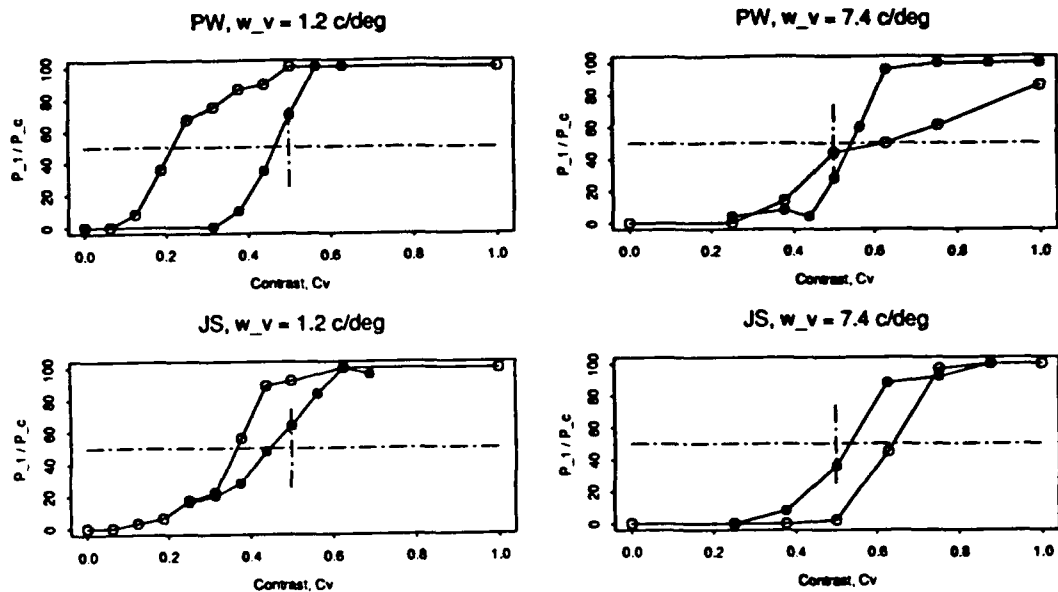 PW, w_v = 1.2 c/deg
P_1 / P_c
0 20 40 60 80 100
0.0 0.2 0.4 0.6 0.8 1.0
Contrast, Cv
PW, w_v = 7.4 c/deg
P_1 / P_c
0 20 40 60 80 100
0.0 0.2 0.4 0.6 0.8 1.0
Contrast, Cv
JS, w_v = 1.2 c/deg
P_1 / P_c
0 20 40 60 80 100
0.0 0.2 0.4 0.6 0.8 1.0
Contrast, Cv
JS, w_v = 7.4 c/deg
P_1 / P_c
0 20 40 60 80 100
0.0 0.2 0.4 0.6 0.8 1.0
Contrast, Cv